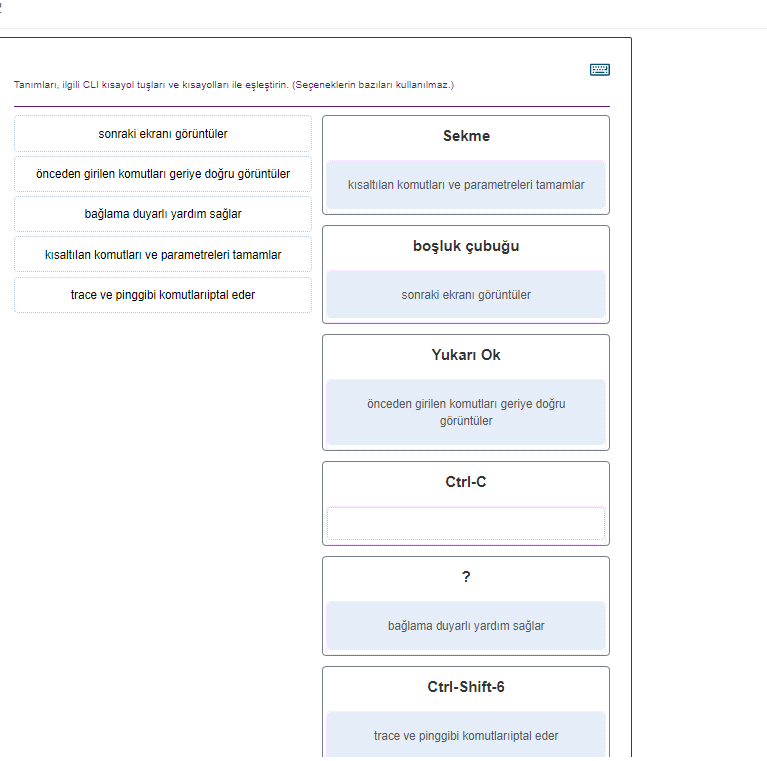 Tanımları, ilgili CLI kısayol tuşları ve kısayolları ile eşleştirin. (Seçeneklerin bazıları kullanılmaz.)
sonraki ekranı görüntüler
önceden girilen komutları geriye doğru görüntüler
bağlama duyarlı yardım sağlar
kısaltılan komutları ve parametreleri tamamlar
trace ve pinggibi komutlarıiptal eder
Sekme
kısaltılan komutları ve parametreleri tamamlar
boşluk çubuğu
sonraki ekranı görüntüler
Yukarı Ok
önceden girilen komutları geriye doğru
görüntüler
Ctrl-C
?
bağlama duyarlı yardım sağlar
Ctrl-Shift-6
trace ve pinggibi komutlarıiptal eder